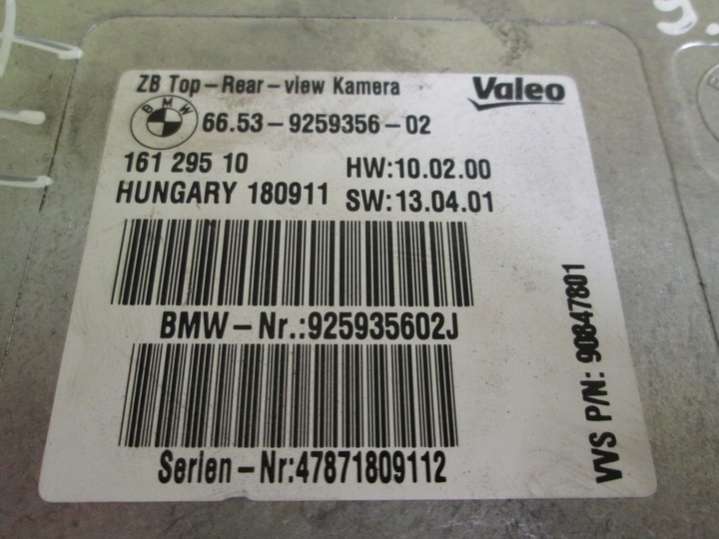 ZB Top-Rear-view Kamera
Valeo
BMW
66.53-9259356-02
161 295 10
HW:10.02.00
HUNGARY 180911
SW:13.04.01
BMW-Nr.:925935602J
Serien-Nr:47871809112
VVS P/N: 90847801